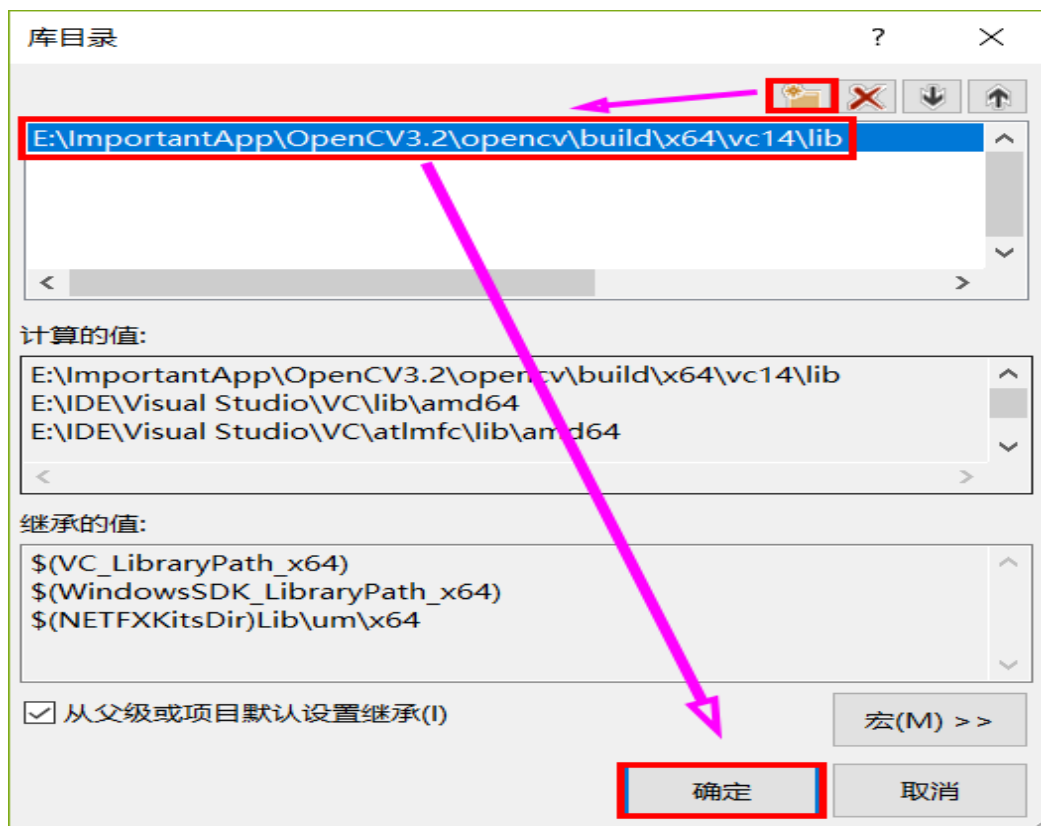 库目录
E:\ImportantApp\OpenCV3.2\opencv\build\x64\vc14\lib
计算的值:
E:\ImportantApp\OpenCV3.2\opencv\build\x64\vc14\lib
E:\IDE\Visual Studio\VC\lib\amd64
E:\IDE\Visual Studio\VC\atlmfc\lib\amd64
继承的值:
$(VC_LibraryPath_x64)
$(WindowsSDK_LibraryPath_x64)
$(NETFXKitsDir)Lib\um\x64
从父级或项目默认设置继承(I)
宏(M) >>
确定
取消